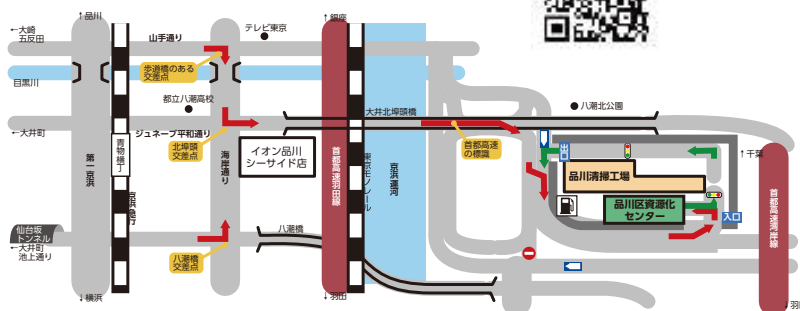 ↑品川
↑銀座
テレビ東京
←大崎
五反田
山手通り
歩道橋のある
交差点
目黒川
都立八潮高校
大井北埠頭橋
八潮北公園
←大井町
ジュネーブ平和通り
青物横丁
北埠頭
交差点
イオン品川
シーサイド店
首都高速
の標識
出口
↑千葉
第一京浜
海岸通り
首都高速羽田線
東京モノレール
京浜運河
品川清掃工場
首都高速湾岸線
京浜急行
品川区資源化
センター
入口
仙台坂
トンネル
八潮橋
←大井町
池上通り
八潮橋
交差点
↓横浜
↓羽田